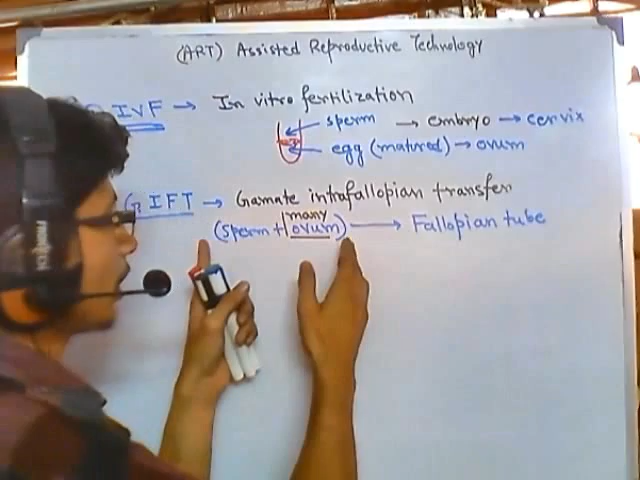 (ART) Assisted Reproductive Technology
IVF → In vitro fertilization
sperm → embryo → cervix
egg (matured) → ovum
GIFT → Gamate intrafallopian transfer
many
(sperm + ovum) → Fallopian tube